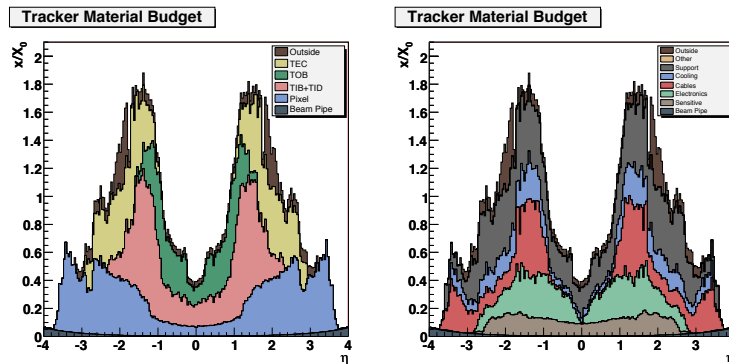 Tracker Material Budget
x/X0
2
1.8
1.6
1.4
1.2
1
0.8
0.6
0.4
0.2
0
-4 -3 -2 -1 0 1 2 3 4
η
Outside
TEC
TOB
TIB+TID
Pixel
Beam Pipe
Tracker Material Budget
x/X0
2
1.8
1.6
1.4
1.2
1
0.8
0.6
0.4
0.2
0
-4 -3 -2 -1 0 1 2 3 4
η
Outside
Other
Support
Cooling
Cables
Electronics
Sensitive
Beam Pipe